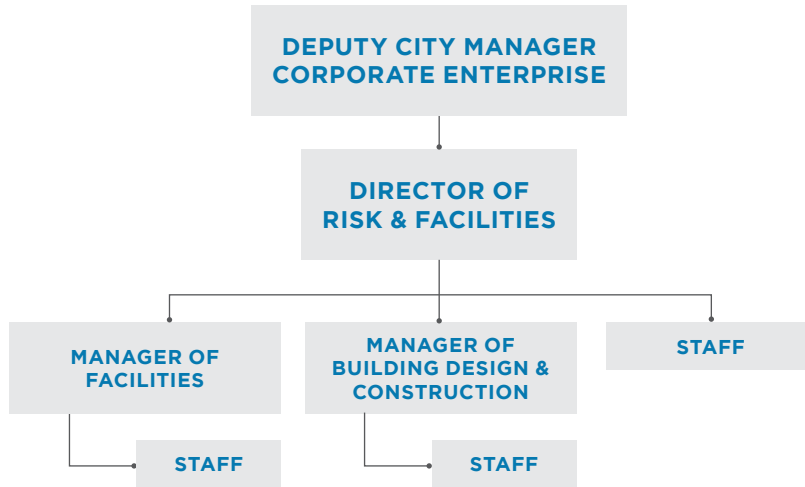 DEPUTY CITY MANAGER
CORPORATE ENTERPRISE
DIRECTOR OF
RISK & FACILITIES
MANAGER OF
FACILITIES
MANAGER OF
BUILDING DESIGN &
CONSTRUCTION
STAFF
STAFF
STAFF